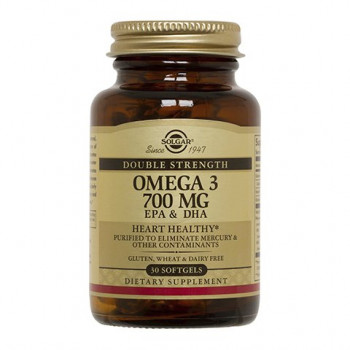 SOLGAR®
Since 1947
DOUBLE STRENGTH
OMEGA 3
700 MG
EPA & DHA
HEART HEALTHY*
PURIFIED TO ELIMINATE MERCURY &
OTHER CONTAMINANTS
GLUTEN, WHEAT & DAIRY FREE
30 SOFTGELS
DIETARY SUPPLEMENT